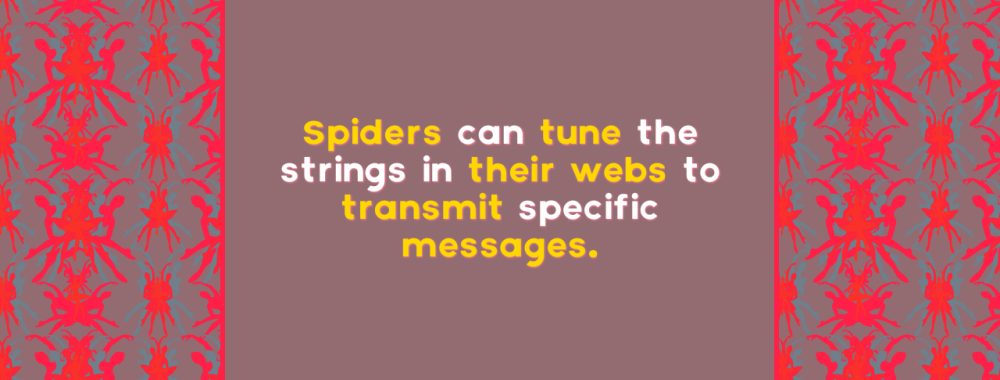 Spiders can tune the
strings in their webs to
transmit specific
messages.